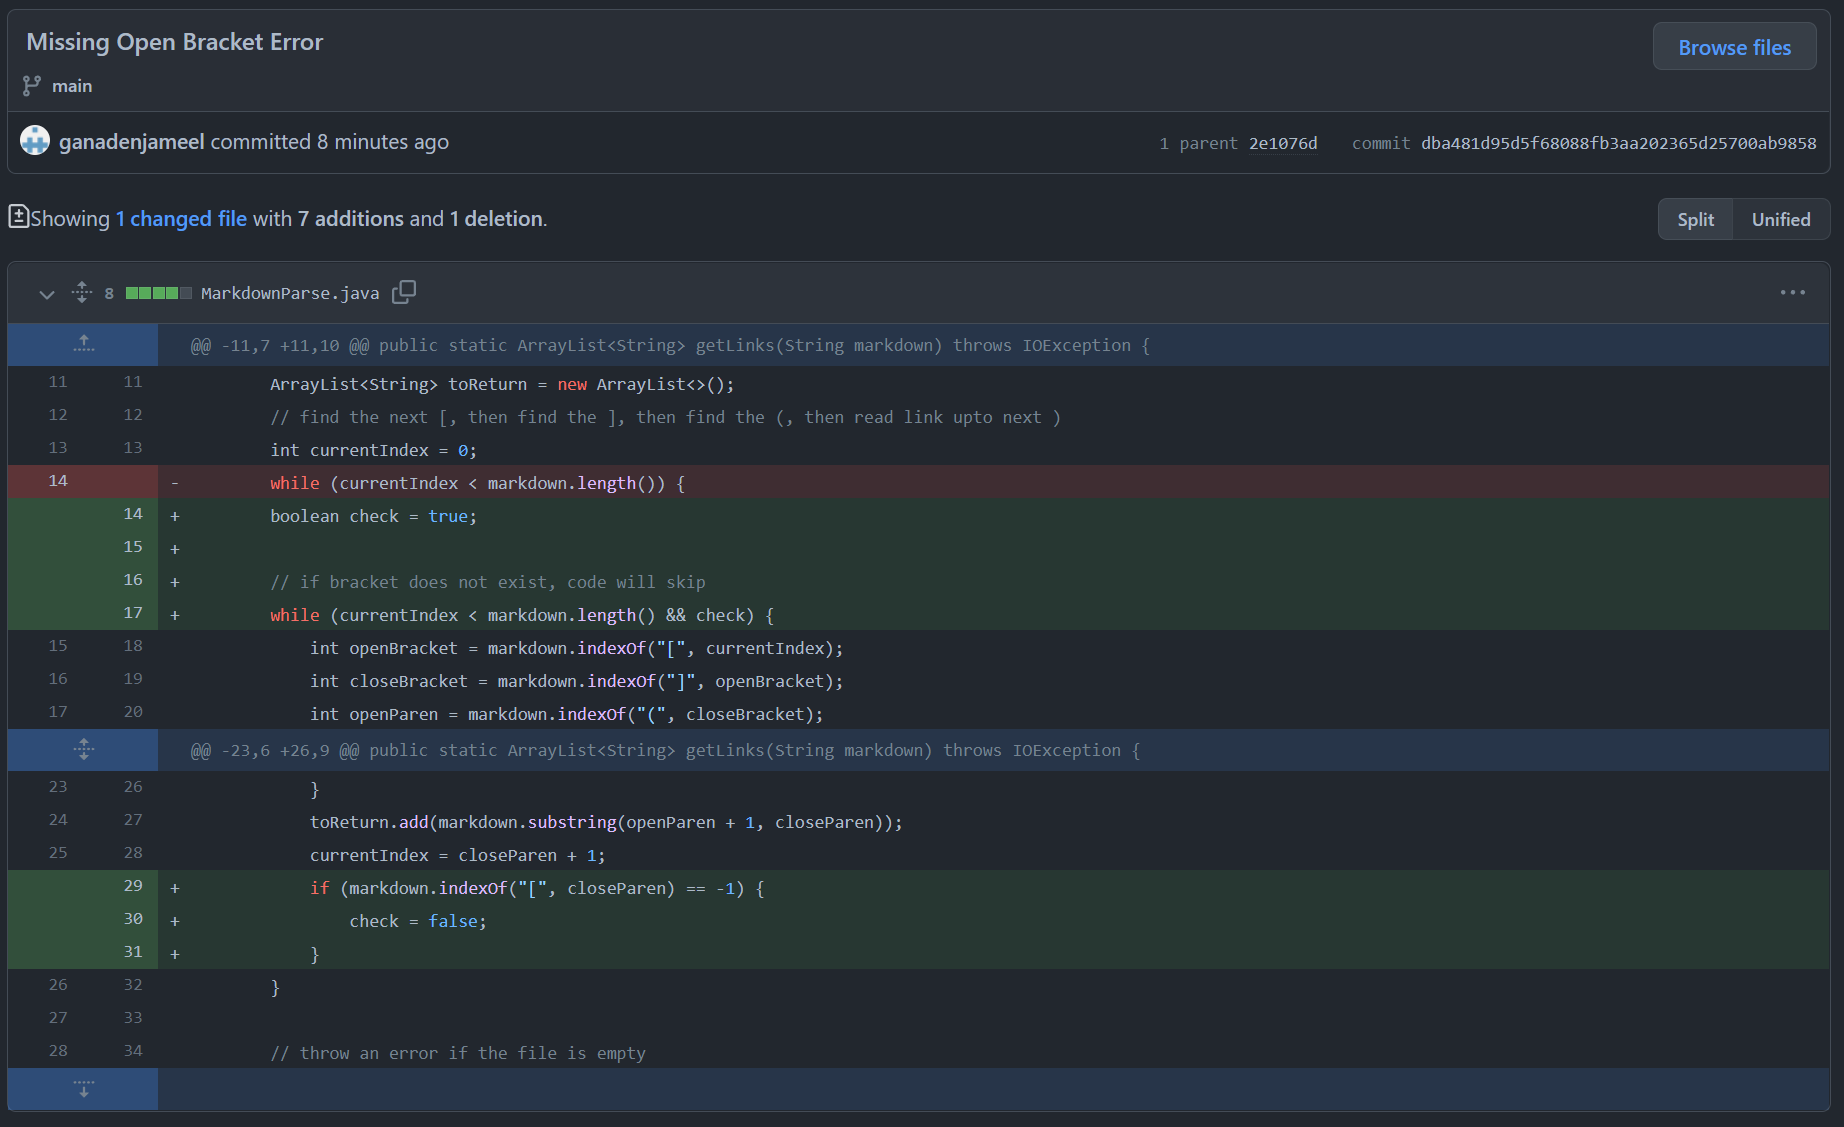 Missing Open Bracket Error
Browse files
main
ganadenjameel committed 8 minutes ago
1 parent 2e1076d commit dba481d95d5f68088fb3aa202365d25700ab9858
Showing 1 changed file with 7 additions and 1 deletion.
Split Unified
8 MarkdownParse.java
@@ -11,7 +11,10 @@ public static ArrayList<String> getLinks(String markdown) throws IOException {
11 11 ArrayList<String> toReturn = new ArrayList<>();
12 12 // find the next [, then find the ], then find the (, then read link upto next )
13 13 int currentIndex = 0;
14 - while (currentIndex < markdown.length()) {
14 + boolean check = true;
15 +
16 + // if bracket does not exist, code will skip
17 + while (currentIndex < markdown.length() && check) {
15 18 int openBracket = markdown.indexOf("[", currentIndex);
16 19 int closeBracket = markdown.indexOf("]", openBracket);
17 20 int openParen = markdown.indexOf("(", closeBracket);
@@ -23,6 +26,9 @@ public static ArrayList<String> getLinks(String markdown) throws IOException {
23 26 }
24 27 toReturn.add(markdown.substring(openParen + 1, closeParen));
25 28 currentIndex = closeParen + 1;
29 + if (markdown.indexOf("[", closeParen) == -1) {
30 + check = false;
31 + }
26 32 }
27 33
28 34 // throw an error if the file is empty